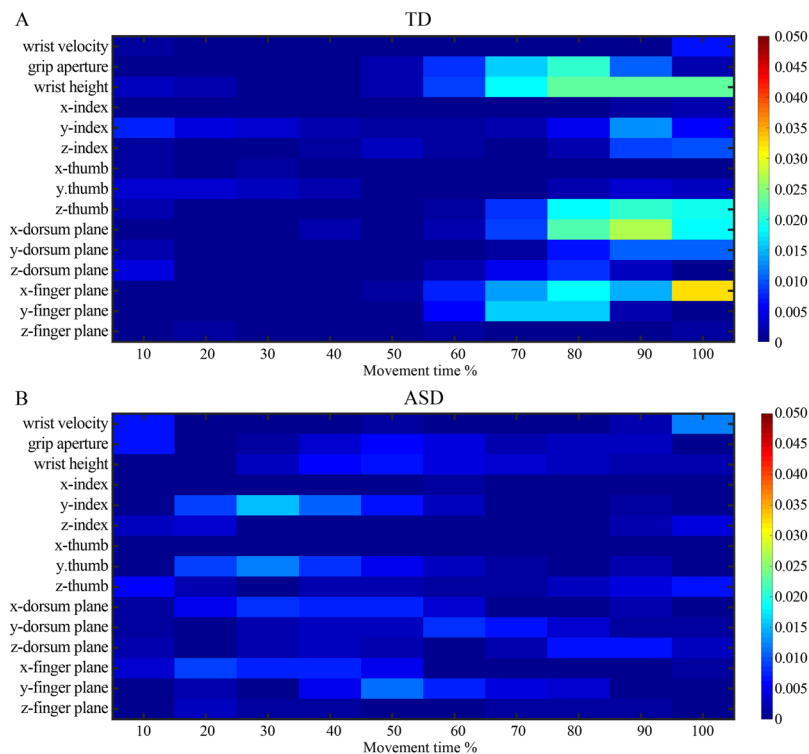 A
TD
wrist velocity
grip aperture
wrist height
x-index
y-index
z-index
x-thumb
y.thumb
z-thumb
x-dorsum plane
y-dorsum plane
z-dorsum plane
x-finger plane
y-finger plane
z-finger plane
10 20 30 40 50 60 70 80 90 100
Movement time %
0.050
0.045
0.040
0.035
0.030
0.025
0.020
0.015
0.010
0.005
0
B
ASD
wrist velocity
grip aperture
wrist height
x-index
y-index
z-index
x-thumb
y.thumb
z-thumb
x-dorsum plane
y-dorsum plane
z-dorsum plane
x-finger plane
y-finger plane
z-finger plane
10 20 30 40 50 60 70 80 90 100
Movement time %
0.050
0.045
0.040
0.035
0.030
0.025
0.020
0.015
0.010
0.005
0